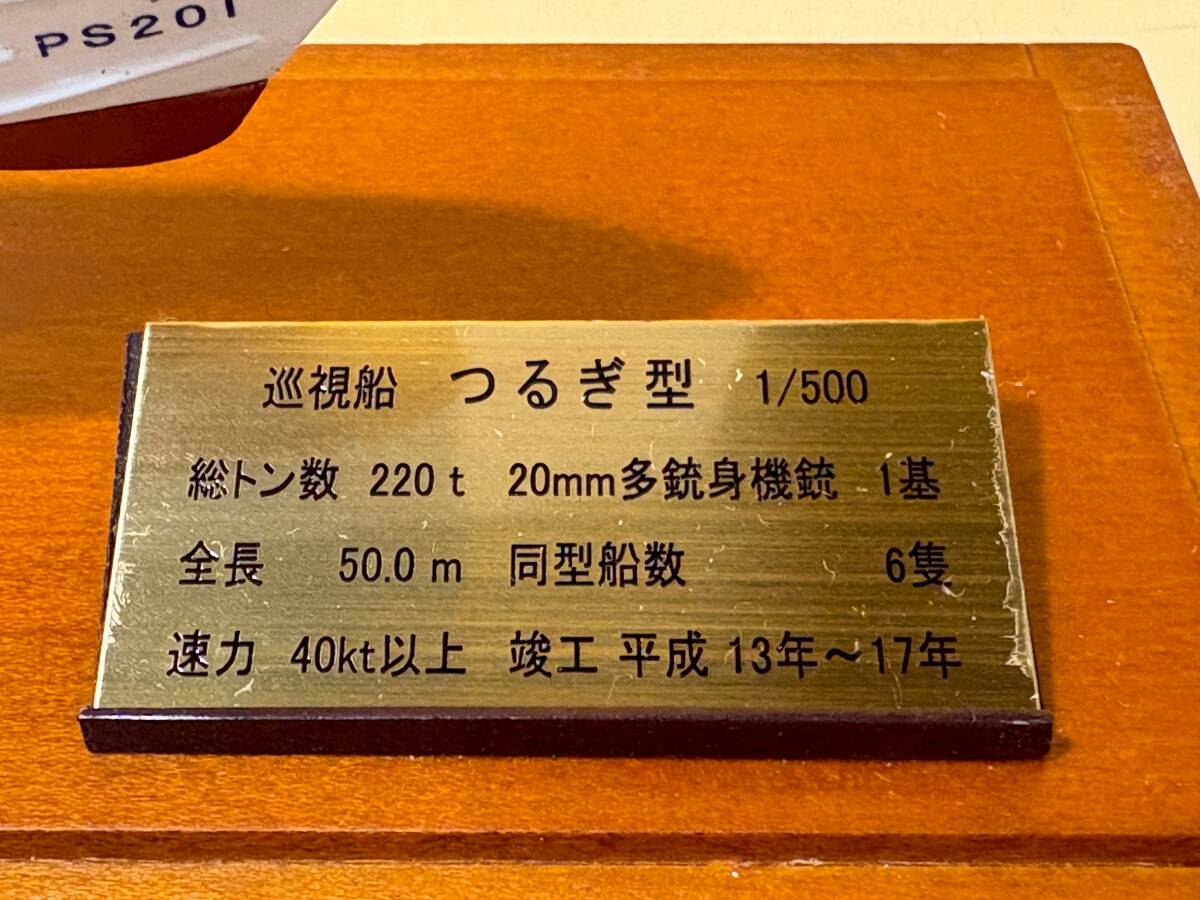 PS201
巡視船 つるぎ型 1/500
総トン数 220t 20mm多銃身機銃 1基
全長 50.0m 同型船数 6隻
速力 40kt以上 竣工 平成13年～17年